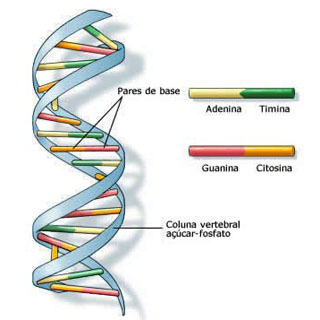 Pares de base
Adenina Timina
Guanina Citosina
Coluna vertebral
açúcar-fosfato